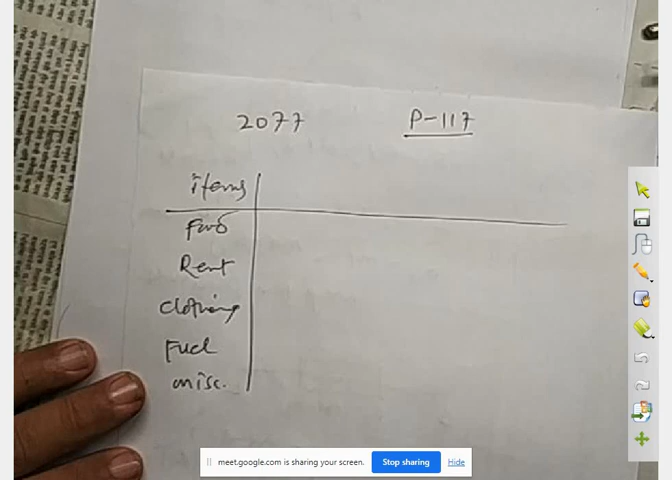 2077 P-117
items
Food
Rent
Clothing
Fuel
misc.
meet.google.com is sharing your screen. Stop sharing Hide